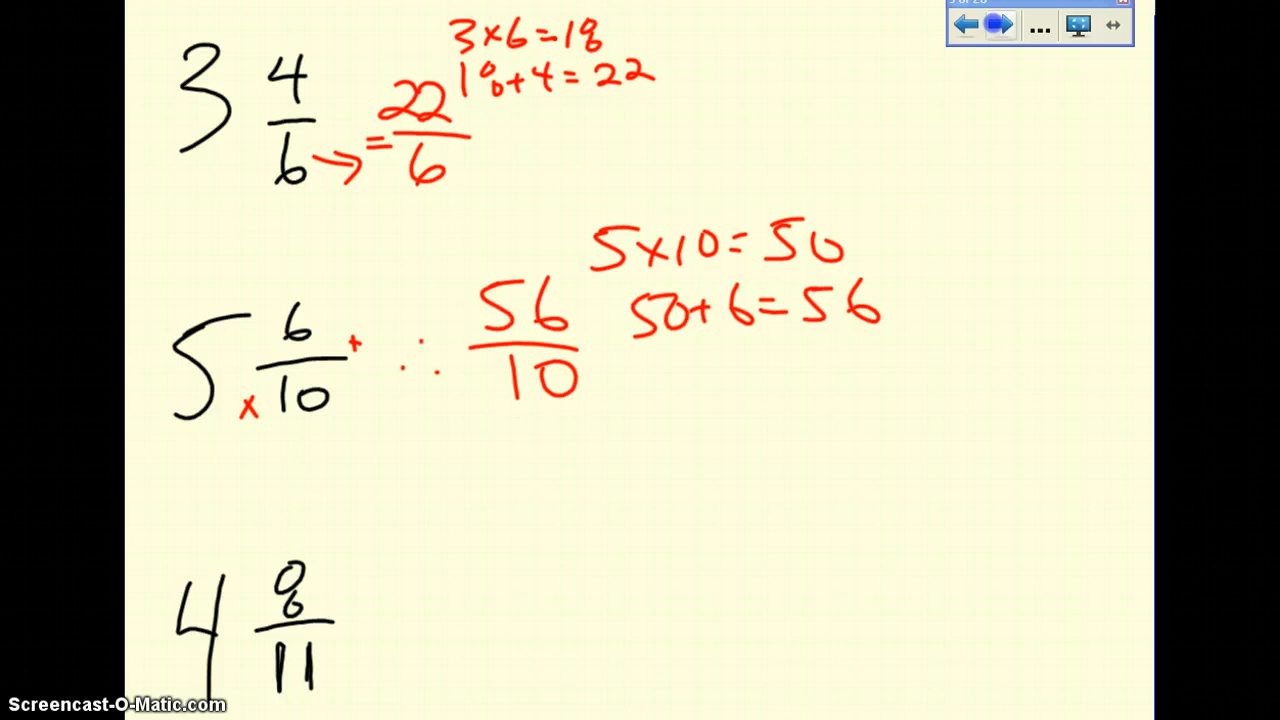 3 4/6 = 22/6
3×6=18
18+4=22
5 6/10 ∴ 56/10
× +
5×10=50
50+6=56
4 8/11
Screencast-O-Matic.com